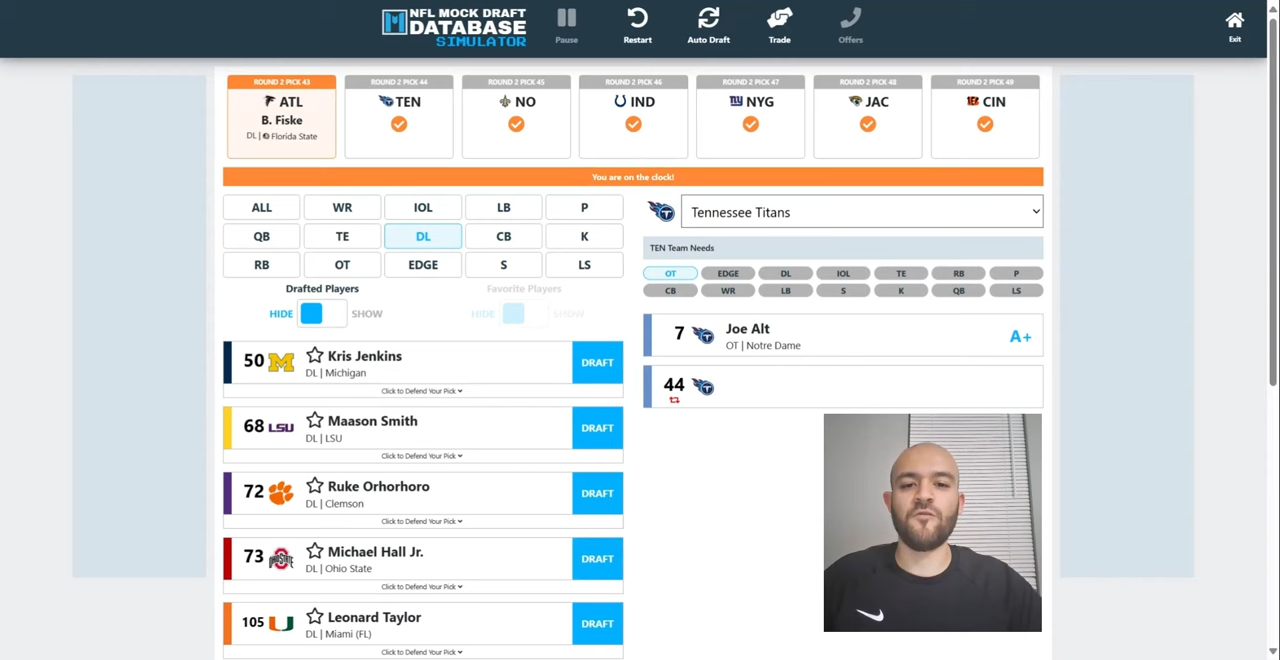 NFL MOCK DRAFT
DATABASE
SIMULATOR
Pause
Restart
Auto Draft
Trade
Offers
Exit
ROUND 2 PICK 43
ATL
B. Fiske
DL | Florida State
ROUND 2 PICK 44
TEN
ROUND 2 PICK 45
NO
ROUND 2 PICK 46
IND
ROUND 2 PICK 47
NYG
ROUND 2 PICK 48
JAC
ROUND 2 PICK 49
CIN
You are on the clock!
ALL WR IOL LB P
QB TE DL CB K
RB OT EDGE S LS
Drafted Players
HIDE SHOW
Favorite Players
HIDE SHOW
50 Kris Jenkins
DL | Michigan
DRAFT
Click to Defend Your Pick
68 LSU Maason Smith
DL | LSU
DRAFT
Click to Defend Your Pick
72 Ruke Orhorhoro
DL | Clemson
DRAFT
Click to Defend Your Pick
73 Michael Hall Jr.
DL | Ohio State
DRAFT
Click to Defend Your Pick
105 Leonard Taylor
DL | Miami (FL)
DRAFT
Click to Defend Your Pick
Tennessee Titans
TEN Team Needs
OT EDGE DL IOL TE RB P
CB WR LB S K QB LS
7 Joe Alt
OT | Notre Dame
A+
44